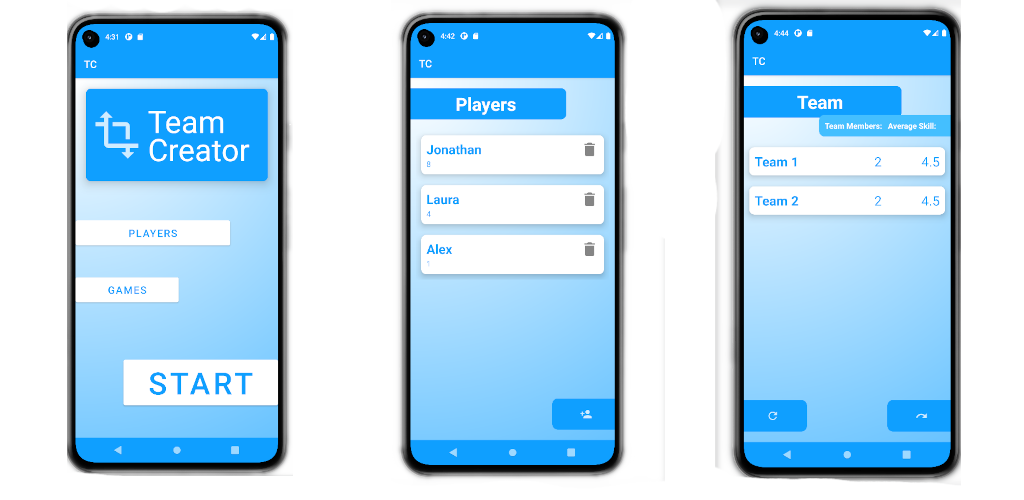 4:31
TC
Team
Creator
PLAYERS
GAMES
START
4:42
TC
Players
Jonathan
8
Laura
4
Alex
1
4:44
TC
Team
Team Members: Average Skill:
Team 1 2 4.5
Team 2 2 4.5